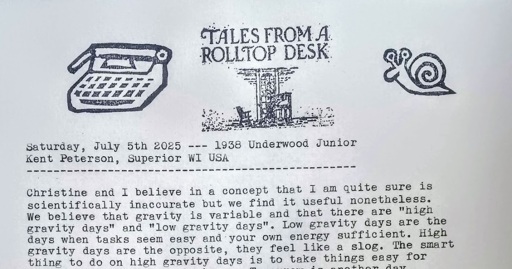 TALES FROM A
ROLLTOP DESK
Saturday, July 5th 2025 --- 1938 Underwood Junior
Kent Peterson, Superior WI USA
--------------------------------------------------
Christine and I believe in a concept that I am quite sure is
scientifically inaccurate but we find it useful nonetheless.
We believe that gravity is variable and that there are "high
gravity days" and "low gravity days". Low gravity days are the
days when tasks seem easy and your own energy sufficient. High
gravity days are the opposite, they feel like a slog. The smart
thing to do on high gravity days is to take things easy for
is another day